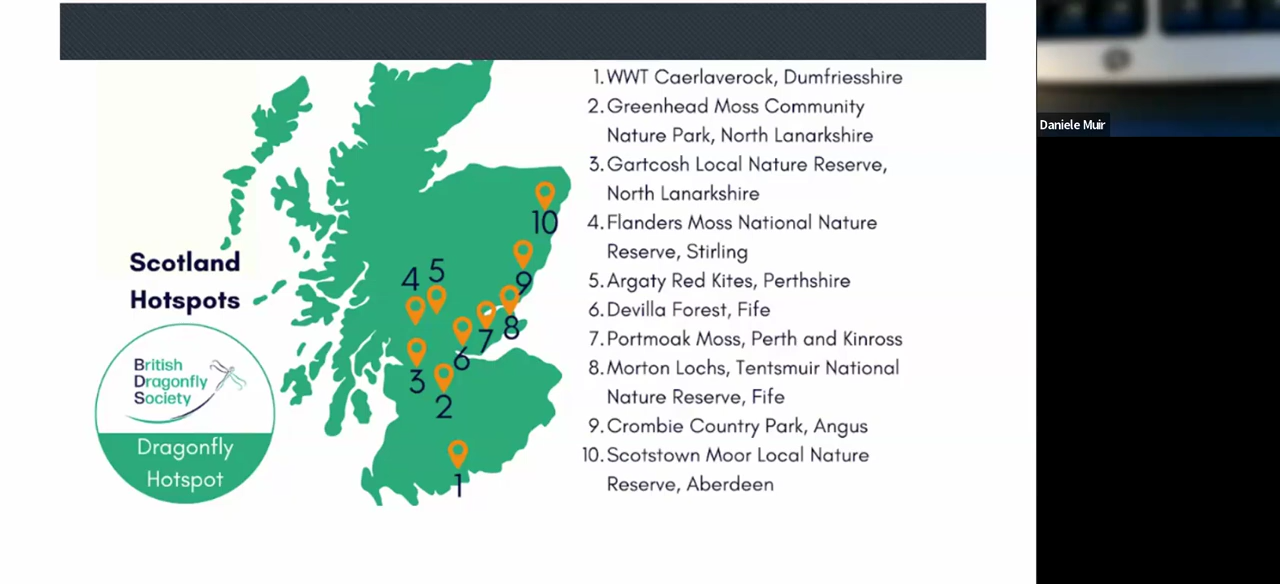 1. WWT Caerlaverock, Dumfriesshire
2. Greenhead Moss Community
Nature Park, North Lanarkshire
3. Gartcosh Local Nature Reserve,
North Lanarkshire
4. Flanders Moss National Nature
Reserve, Stirling
5. Argaty Red Kites, Perthshire
6. Devilla Forest, Fife
7. Portmoak Moss, Perth and Kinross
8. Morton Lochs, Tentsmuir National
Nature Reserve, Fife
9. Crombie Country Park, Angus
10. Scotstown Moor Local Nature
Reserve, Aberdeen
Scotland
Hotspots
British
Dragonfly
Society
Dragonfly
Hotspot
10
9
4 5
8
7
6
3
2
1
Daniele Muir